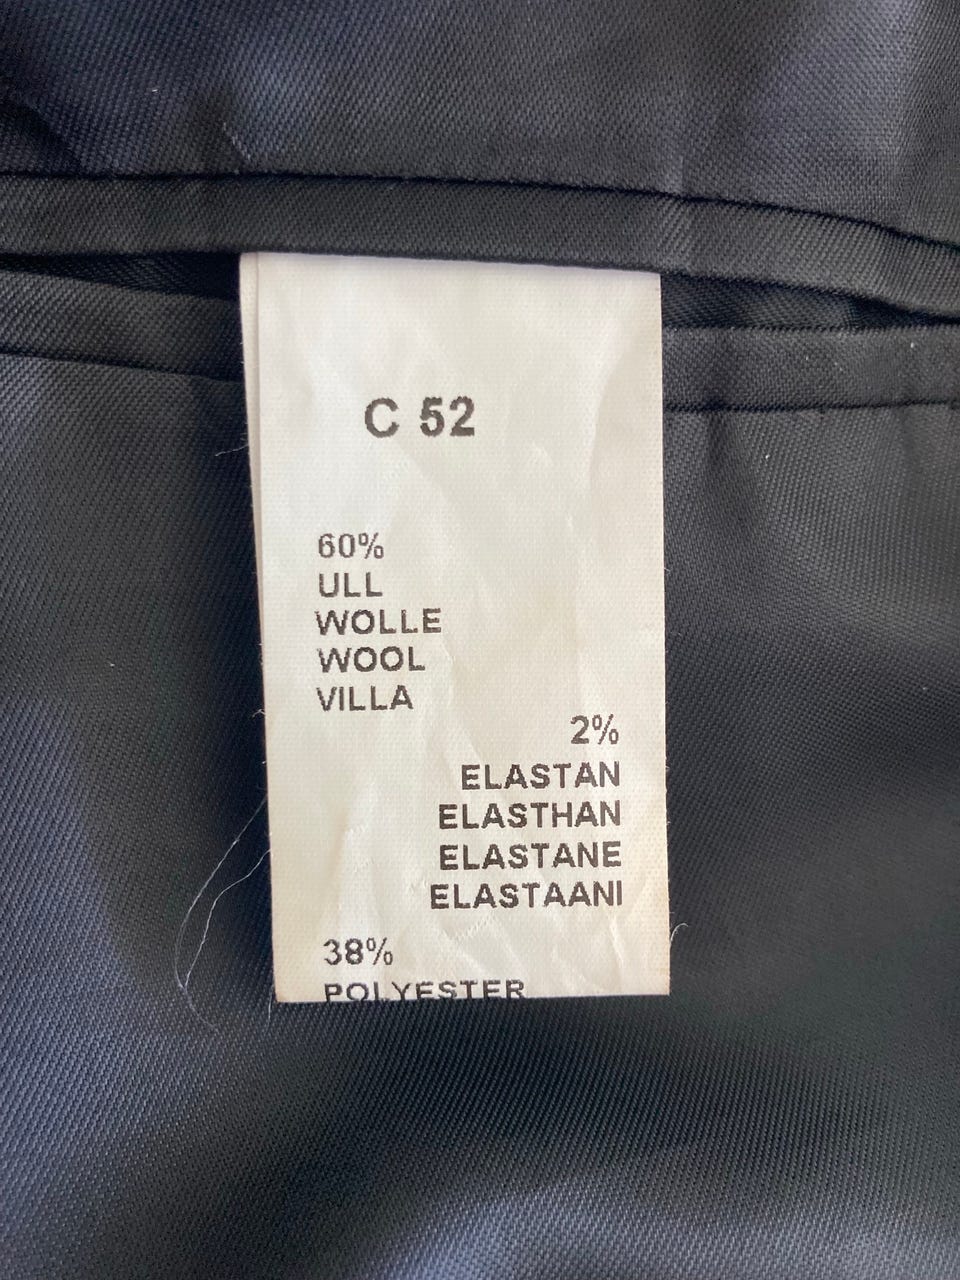 C 52
60%
ULL
WOLLE
WOOL
VILLA
2%
ELASTAN
ELASTHAN
ELASTANE
ELASTAANI
38%
POLYESTER